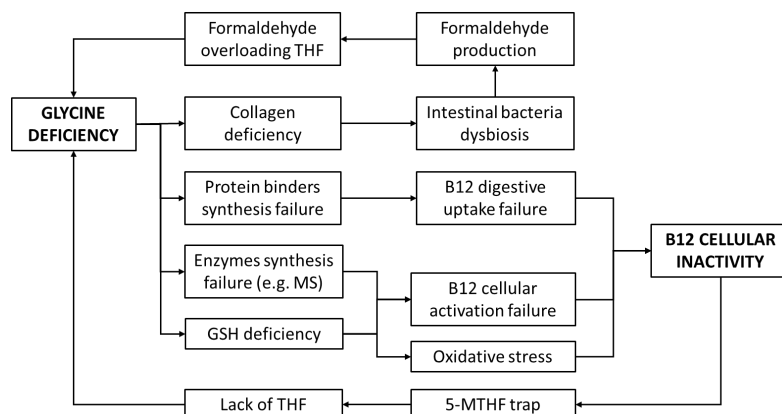 Formaldehyde
overloading THF
Formaldehyde
production
GLYCINE
DEFICIENCY
Collagen
deficiency
Intestinal bacteria
dysbiosis
Protein binders
synthesis failure
B12 digestive
uptake failure
B12 CELLULAR
INACTIVITY
Enzymes synthesis
failure (e.g. MS)
B12 cellular
activation failure
GSH deficiency
Oxidative stress
Lack of THF
5-MTHF trap